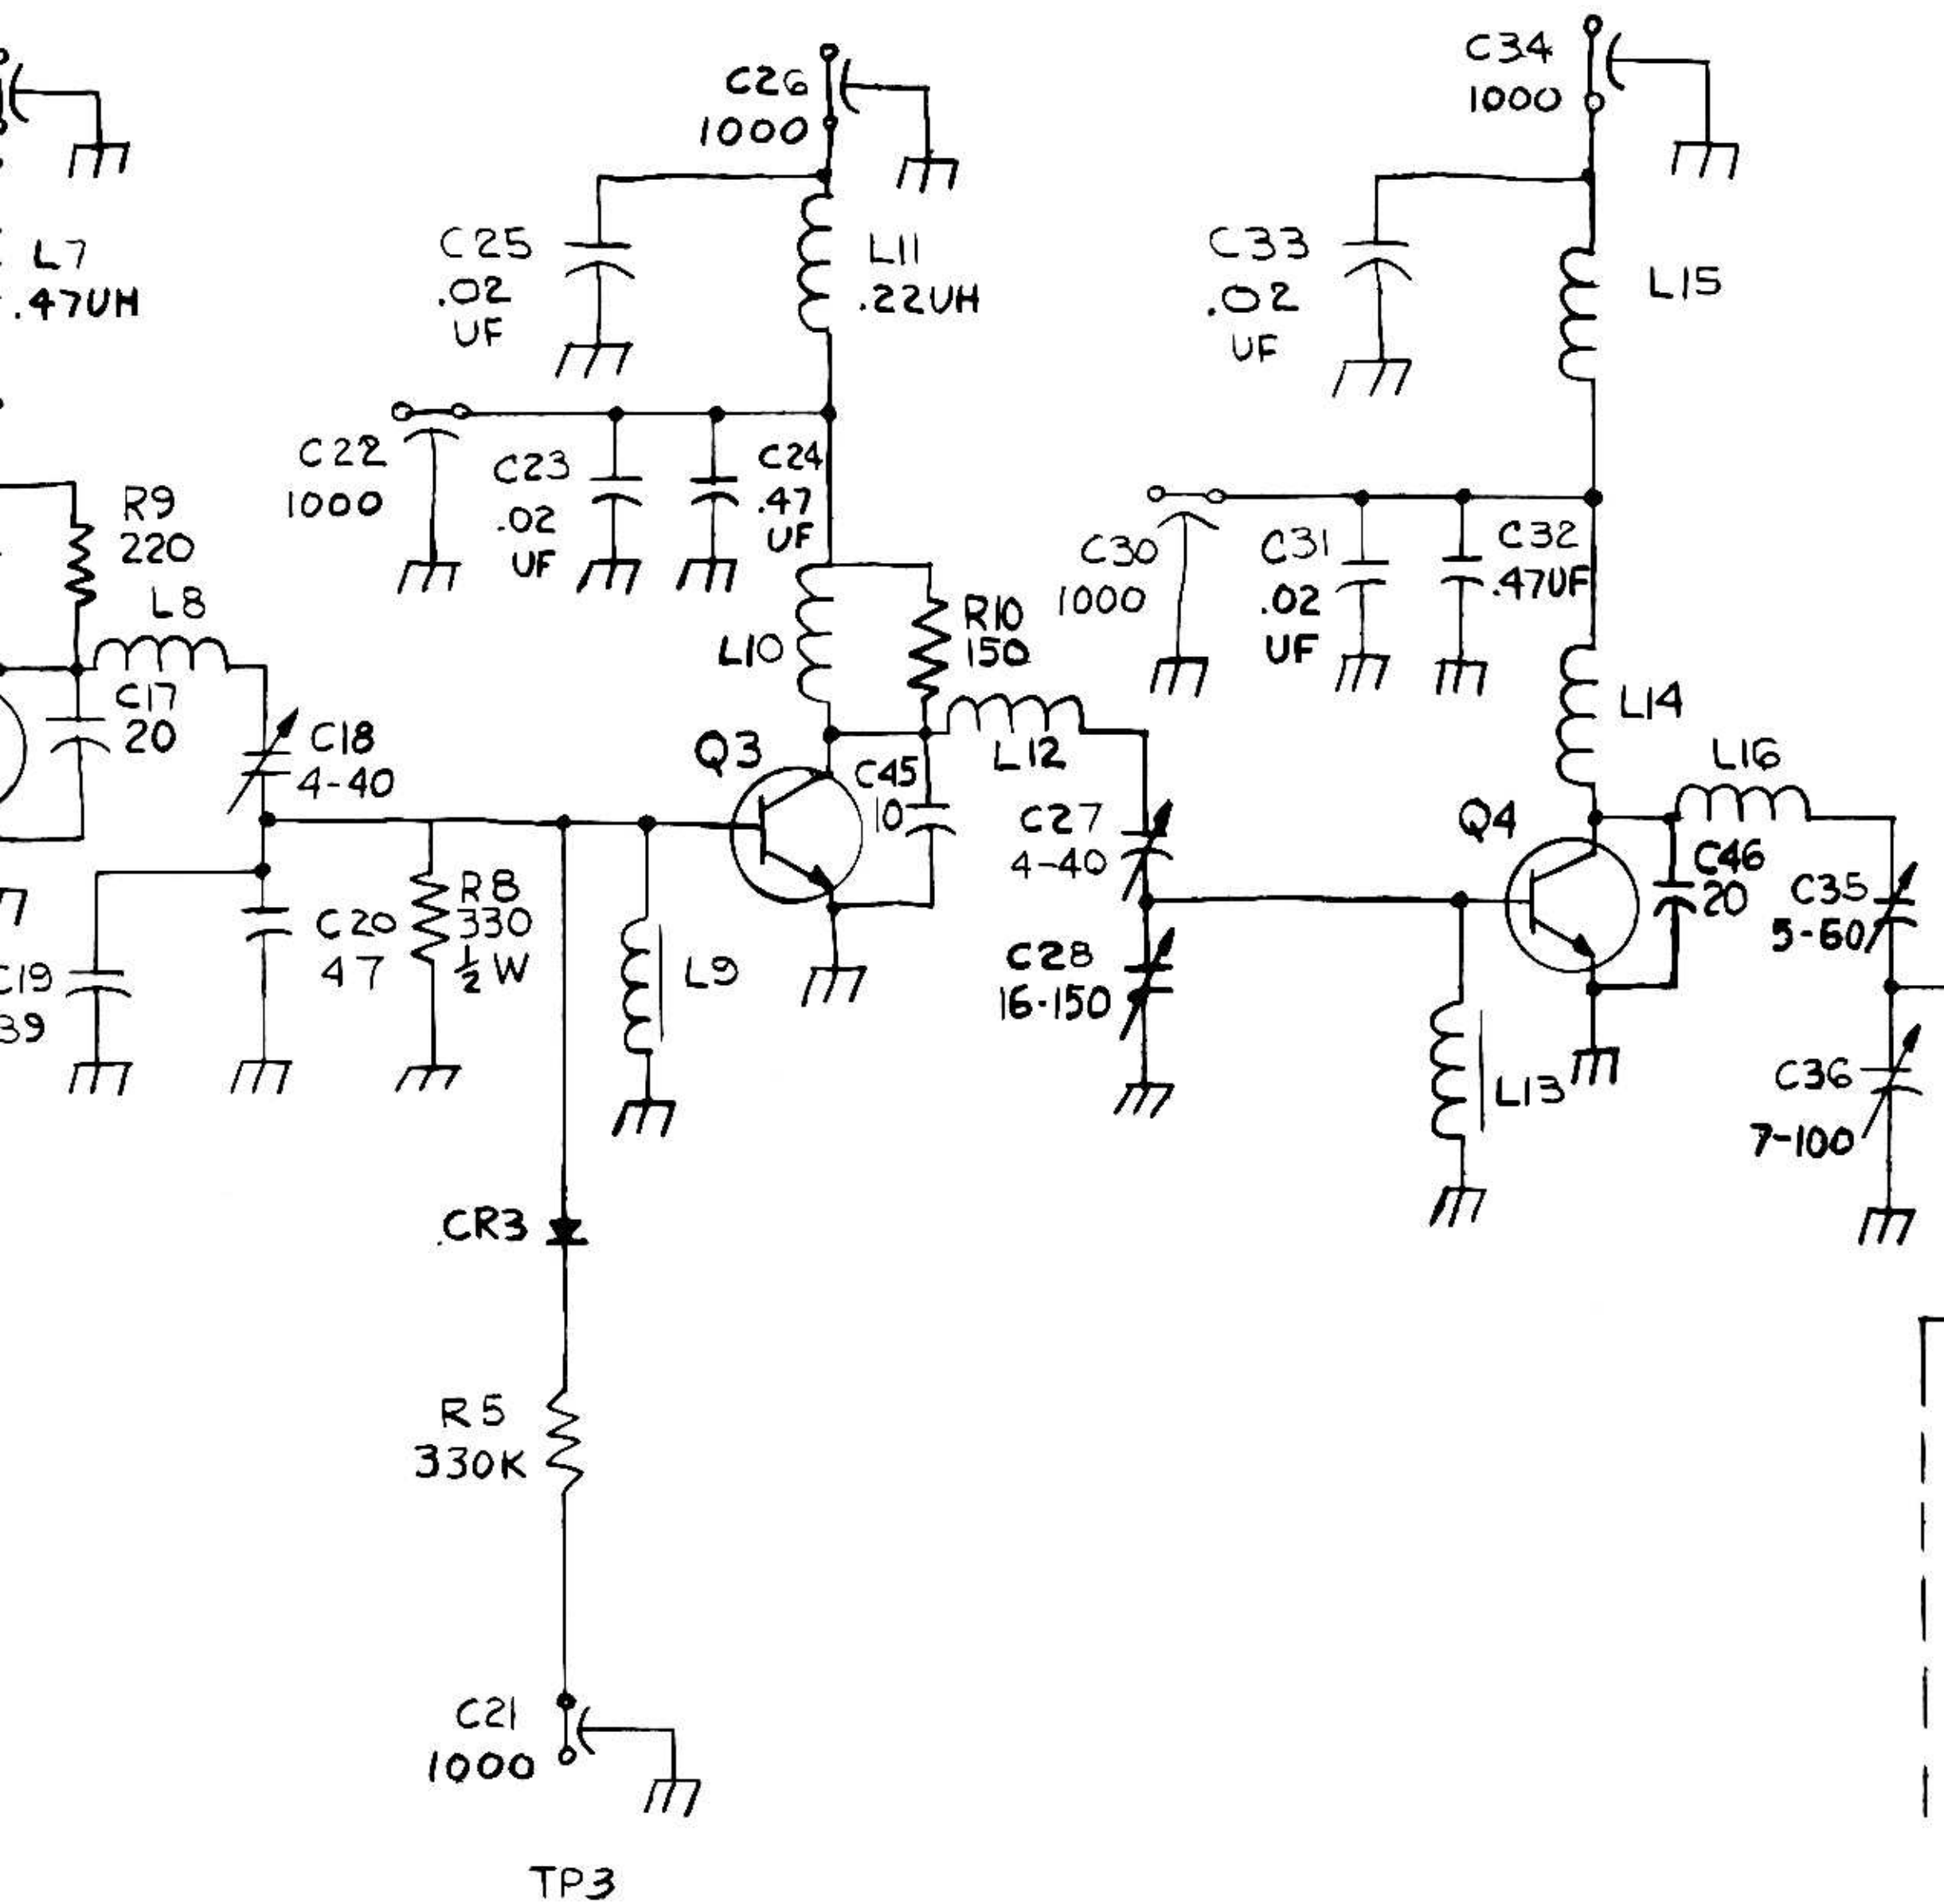 C26
1000
C34
1000
L7
.47UH
C25
.02
UF
L11
.22UH
C33
.02
UF
L15
C22
1000
C23
.02
UF
C24
.47
UF
R9
220
L8
C30
1000
C31
.02
UF
C32
.47UF
R10
150
L10
C17
20
C18
4-40
Q3
C45
10
L12
L14
L16
C27
4-40
Q4
C46
20
C35
5-60
R8
330
½ W
C20
47
C19
39
L9
C28
16-150
L13
C36
7-100
CR3
R5
330K
C21
1000
TP3